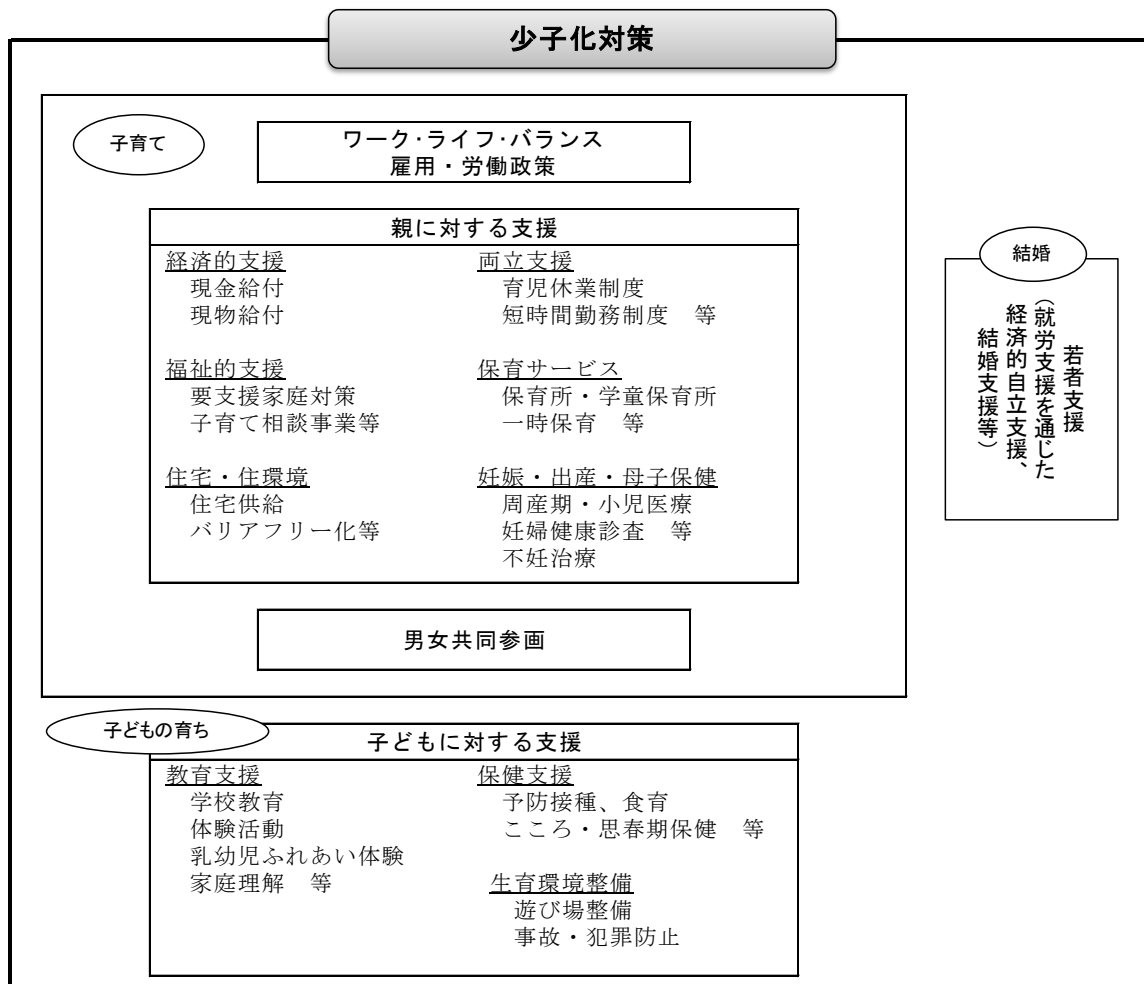 少子化対策
子育て
ワーク･ライフ･バランス
雇用・労働政策
親に対する支援
経済的支援
現金給付
現物給付
両立支援
育児休業制度
短時間勤務制度　等
福祉的支援
要支援家庭対策
子育て相談事業等
保育サービス
保育所・学童保育所
一時保育　等
住宅・住環境
住宅供給
バリアフリー化等
妊娠・出産・母子保健
周産期・小児医療
妊婦健康診査　等
不妊治療
男女共同参画
結婚
若者支援
（就労支援を通じた
経済的自立支援、
結婚支援等）
子どもの育ち
子どもに対する支援
教育支援
学校教育
体験活動
乳幼児ふれあい体験
家庭理解　等
保健支援
予防接種、食育
こころ・思春期保健　等
生育環境整備
遊び場整備
事故・犯罪防止